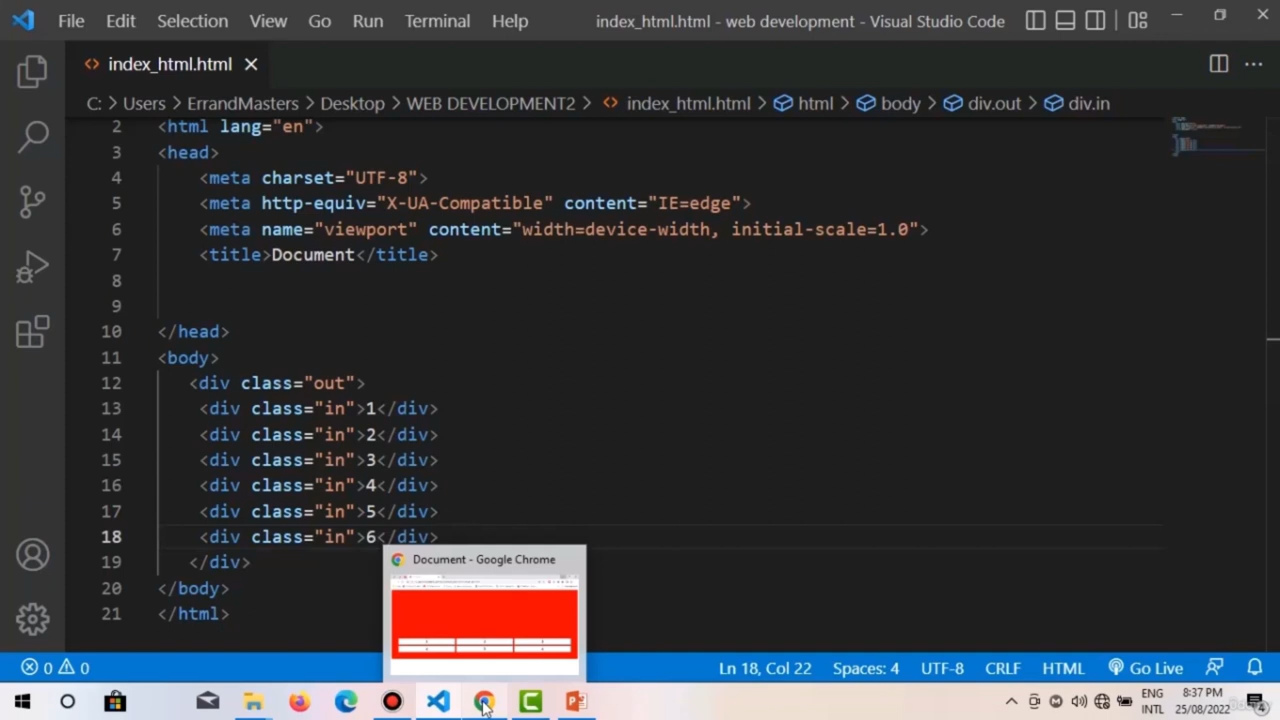 File Edit Selection View Go Run Terminal Help index_html.html - web development - Visual Studio Code
index_html.html
C: > Users > ErrandMasters > Desktop > WEB DEVELOPMENT2 > index_html.html > html > body > div.out > div.in
2 <html lang="en">
3 <head>
4 <meta charset="UTF-8">
5 <meta http-equiv="X-UA-Compatible" content="IE=edge">
6 <meta name="viewport" content="width=device-width, initial-scale=1.0">
7 <title>Document</title>
8
9
10 </head>
11 <body>
12 <div class="out">
13 <div class="in">1</div>
14 <div class="in">2</div>
15 <div class="in">3</div>
16 <div class="in">4</div>
17 <div class="in">5</div>
18 <div class="in">6</div>
19 </div>
20 </body>
21 </html>
Document - Google Chrome
0 0 Ln 18, Col 22 Spaces: 4 UTF-8 CRLF HTML Go Live
ENG 8:37 PM
INTL 25/08/2022